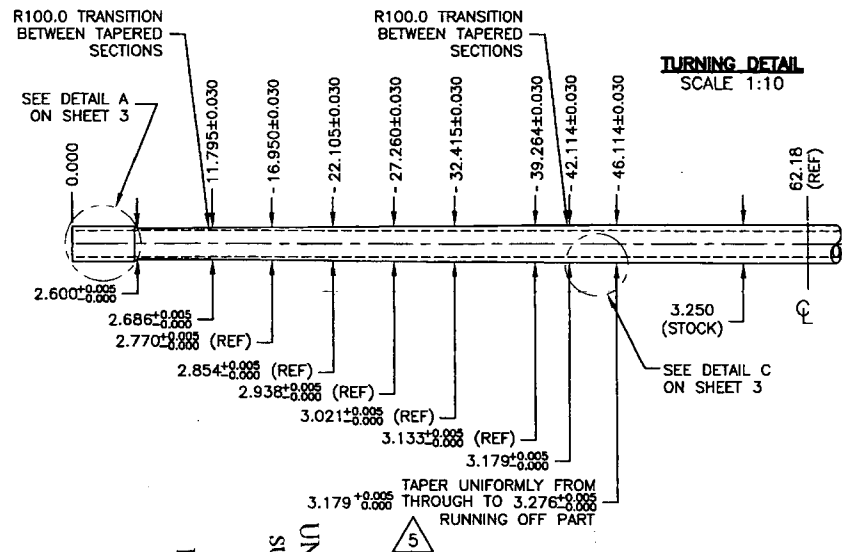 R100.0 TRANSITION
BETWEEN TAPERED
SECTIONS
R100.0 TRANSITION
BETWEEN TAPERED
SECTIONS
TURNING DETAIL
SCALE 1:10
SEE DETAIL A
ON SHEET 3
0.000
11.795±0.030
16.950±0.030
22.105±0.030
27.260±0.030
32.415±0.030
39.264±0.030
42.114±0.030
46.114±0.030
62.18
(REF)
2.600+0.005-0.000
2.686+0.005-0.000
2.770+0.005-0.000 (REF)
2.854+0.005-0.000 (REF)
2.938+0.005-0.000 (REF)
3.021+0.005-0.000 (REF)
3.133+0.005-0.000 (REF)
3.179+0.005-0.000
3.250
(STOCK)
℄
SEE DETAIL C
ON SHEET 3
TAPER UNIFORMLY FROM
3.179 +0.005 0.000 THROUGH TO 3.276+0.005-0.000
RUNNING OFF PART
5